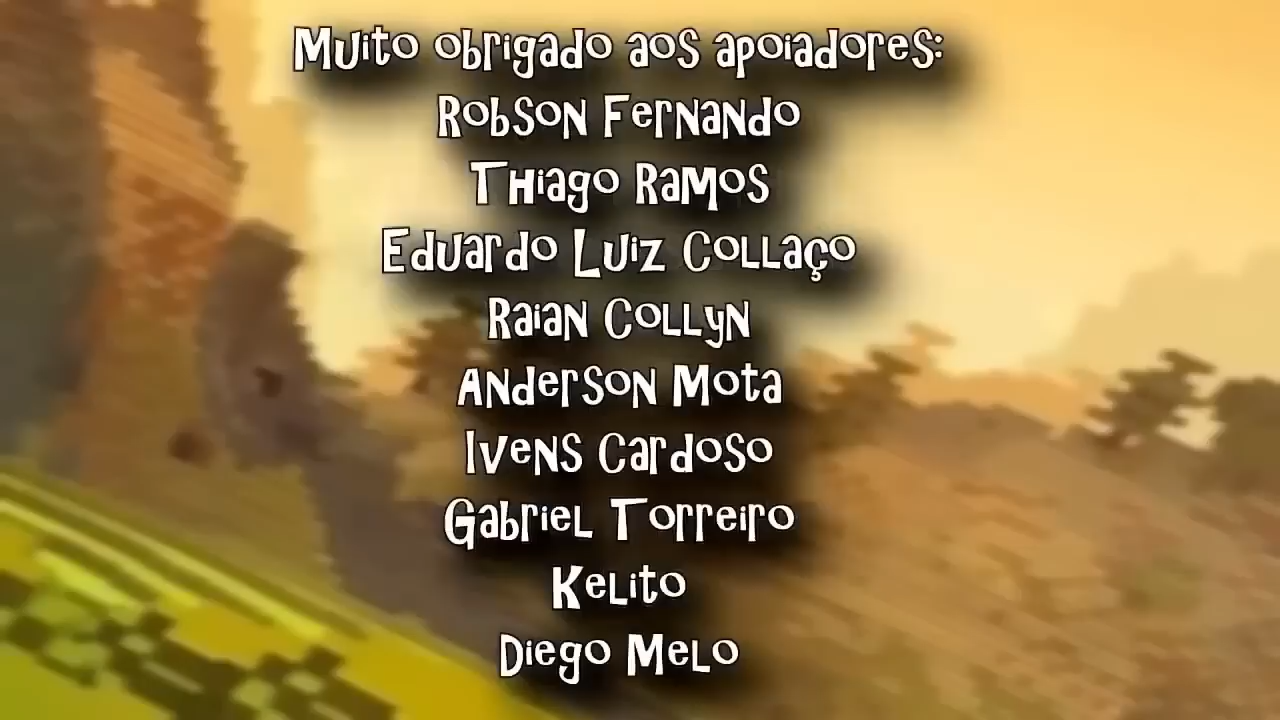 Muito obrigado aos apoiadores:
Robson Fernando
Thiago Ramos
Eduardo Luiz Collaço
Raian Collyn
Anderson Mota
Ivens Cardoso
Gabriel Torreiro
Kelito
Diego Melo